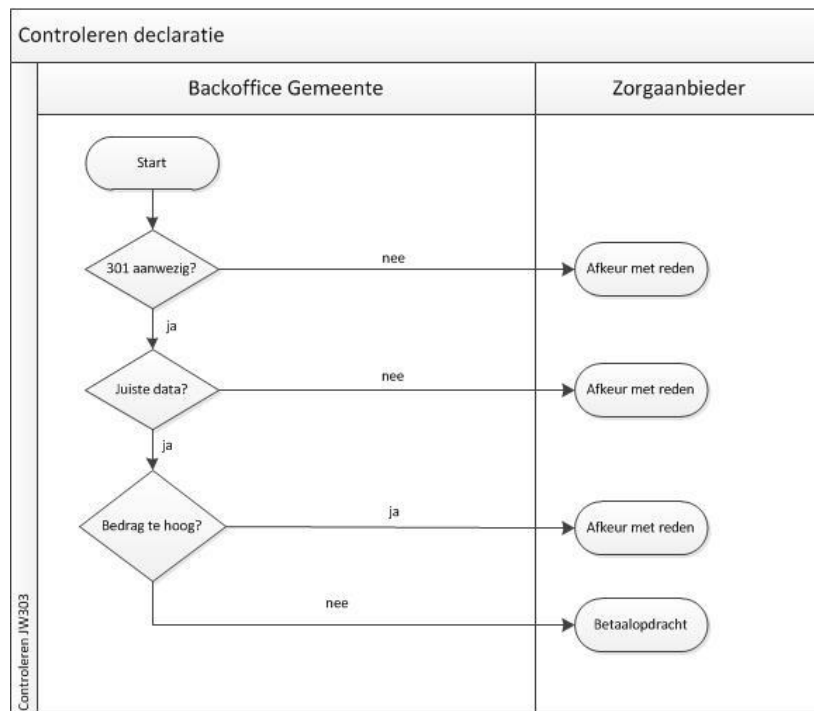 Controleren declaratie
Backoffice Gemeente
Zorgaanbieder
Start
301 aanwezig?
nee
Afkeur met reden
ja
Juiste data?
nee
Afkeur met reden
ja
Bedrag te hoog?
ja
Afkeur met reden
nee
Betaalopdracht
Controleren JW303